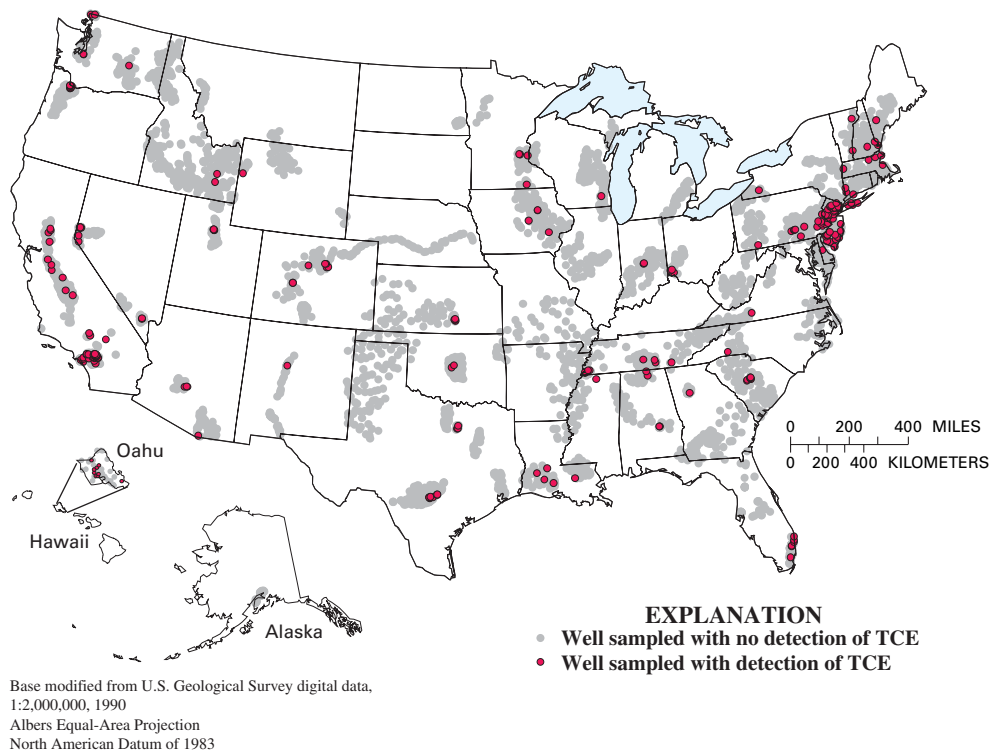 0 200 400 MILES
0 200 400 KILOMETERS
Oahu
Hawaii
Alaska
EXPLANATION
Well sampled with no detection of TCE
Well sampled with detection of TCE
Base modified from U.S. Geological Survey digital data,
1:2,000,000, 1990
Albers Equal-Area Projection
North American Datum of 1983